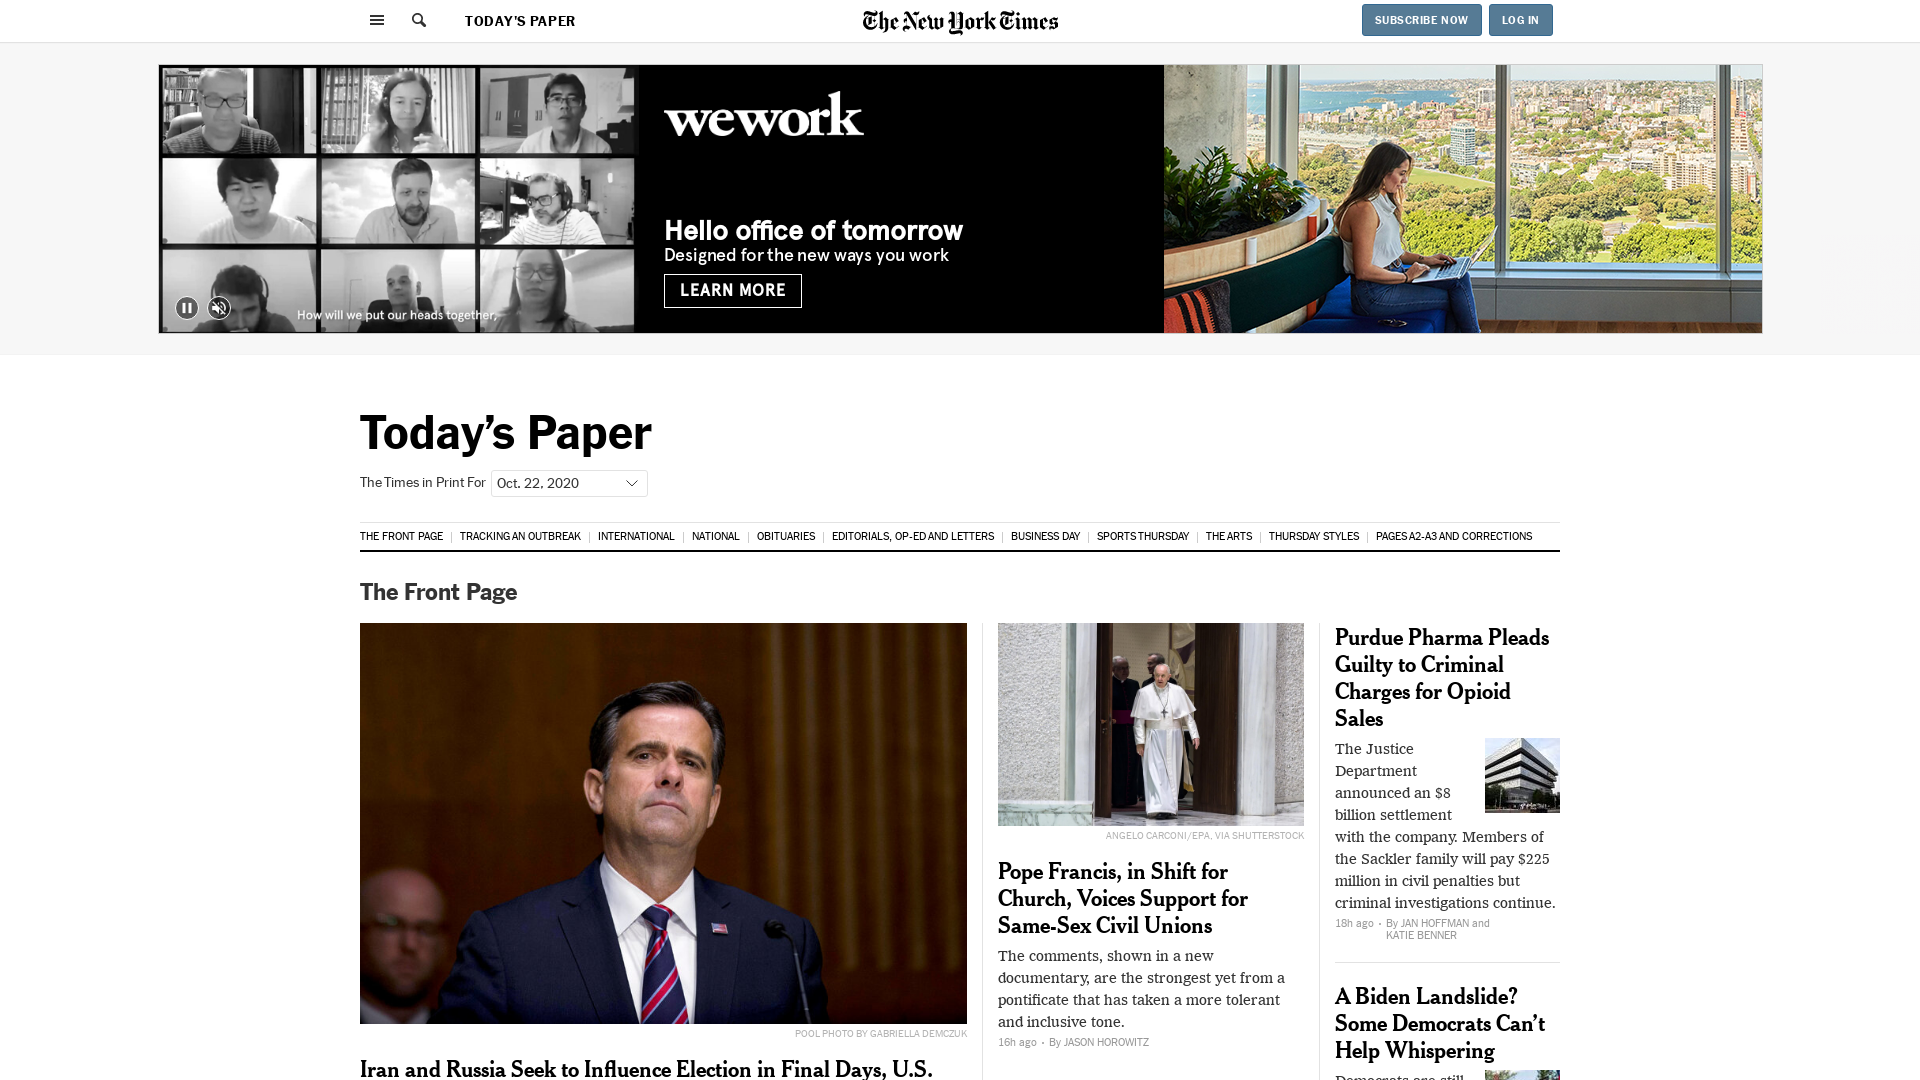 TODAY'S PAPER
The New York Times
SUBSCRIBE NOW
LOG IN
wework
Hello office of tomorrow
Designed for the new ways you work
LEARN MORE
How will we put our heads together,
Today’s Paper
The Times in Print For
Oct. 22, 2020
THE FRONT PAGE
TRACKING AN OUTBREAK
INTERNATIONAL
NATIONAL
OBITUARIES
EDITORIALS, OP-ED AND LETTERS
BUSINESS DAY
SPORTS THURSDAY
THE ARTS
THURSDAY STYLES
PAGES A2-A3 AND CORRECTIONS
The Front Page
POOL PHOTO BY GABRIELLA DEMCZUK
Iran and Russia Seek to Influence Election in Final Days, U.S.
ANGELO CARCONI/EPA, VIA SHUTTERSTOCK
Pope Francis, in Shift for
Church, Voices Support for
Same-Sex Civil Unions
The comments, shown in a new
documentary, are the strongest yet from a
pontificate that has taken a more tolerant
and inclusive tone.
16h ago • By JASON HOROWITZ
Purdue Pharma Pleads
Guilty to Criminal
Charges for Opioid
Sales
The Justice
Department
announced an $8
billion settlement
with the company. Members of
the Sackler family will pay $225
million in civil penalties but
criminal investigations continue.
18h ago • By JAN HOFFMAN and
KATIE BENNER
A Biden Landslide?
Some Democrats Can’t
Help Whispering
Democrats are still